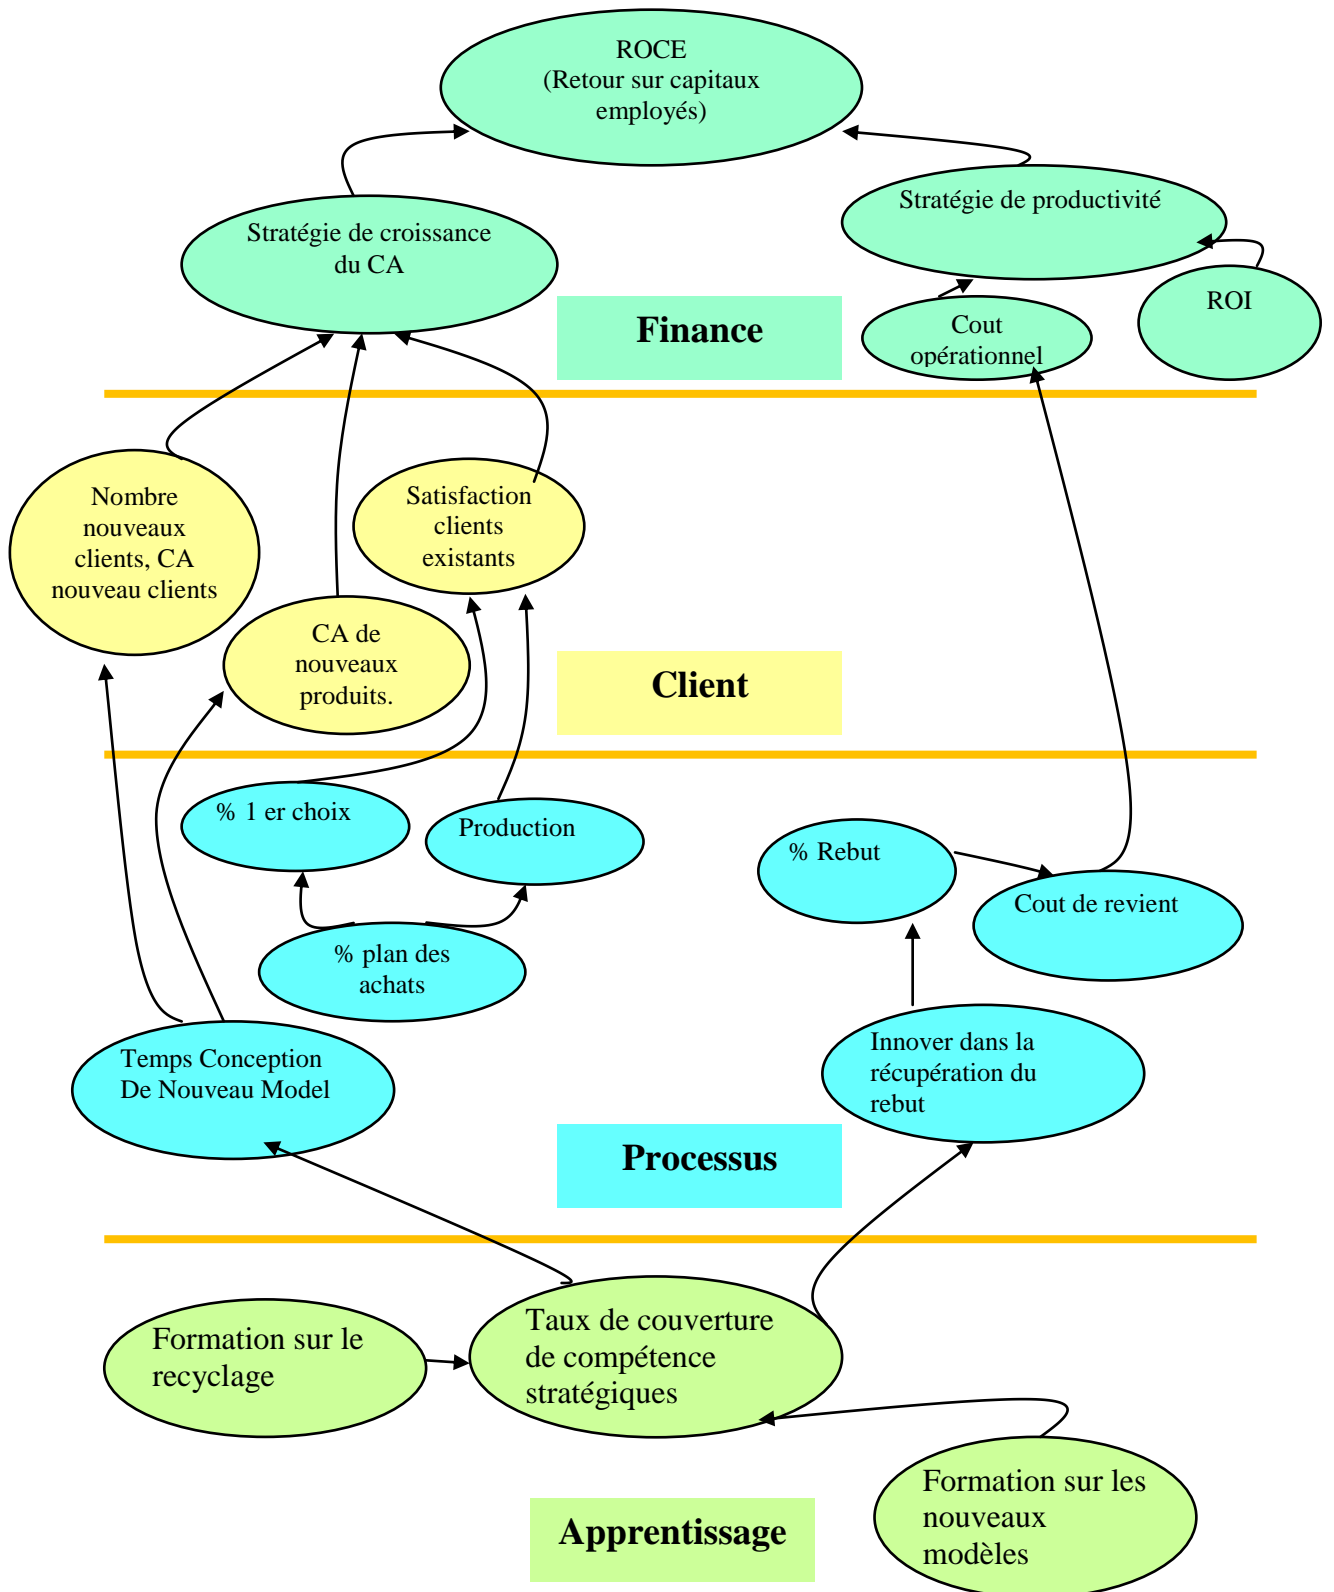 ROCE
(Retour sur capitaux
employés)
Stratégie de productivité
Stratégie de croissance
du CA
ROI
Finance
Cout
opérationnel
Nombre
nouveaux
clients, CA
nouveau clients
Satisfaction
clients
existants
CA de
nouveaux
produits.
Client
% 1 er choix
Production
% Rebut
Cout de revient
% plan des
achats
Temps Conception
De Nouveau Model
Innover dans la
récupération du
rebut
Processus
Formation sur le
recyclage
Taux de couverture
de compétence
stratégiques
Formation sur les
nouveaux
modèles
Apprentissage